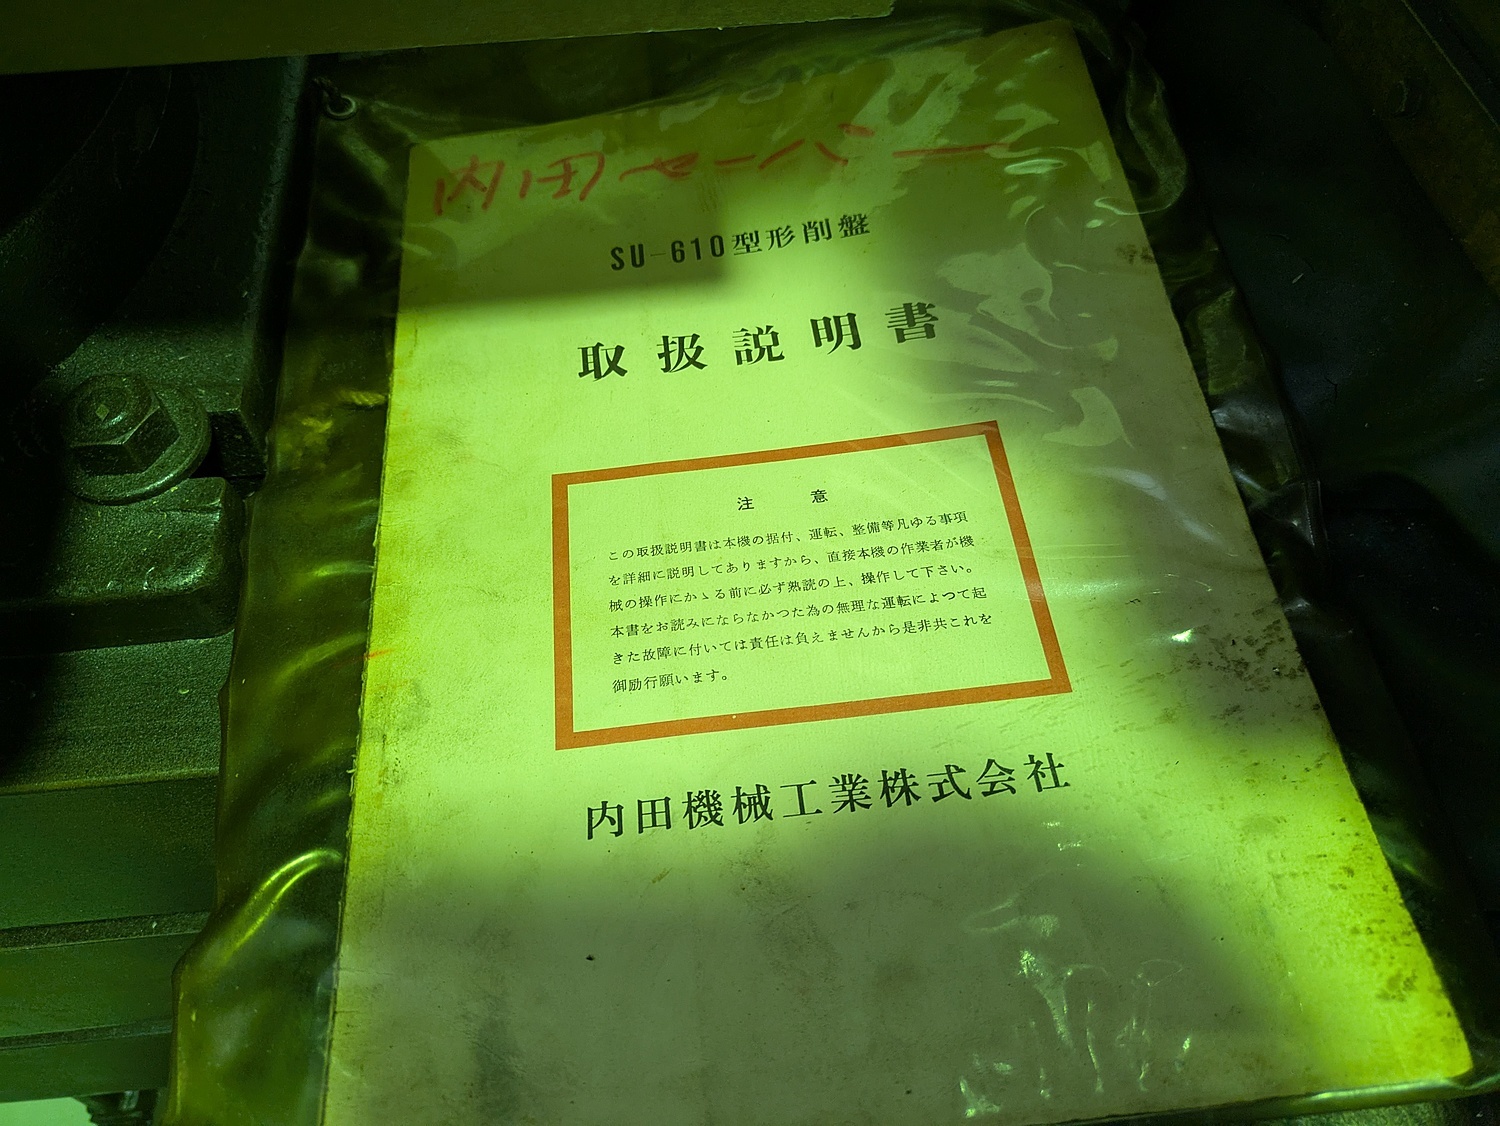 内田セーパー
SU-610型形削盤
取扱説明書
注 意
この取扱説明書は本機の据付、運転、整備等凡ゆる事項
を詳細に説明してありますから、直接本機の作業者が機
械の操作にかゝる前に必ず熟読の上、操作して下さい。
本書をお読みにならなかつた為の無理な運転によつて起
きた故障に付いては責任は負えませんから是非共これを
御励行願います。
内田機械工業株式会社